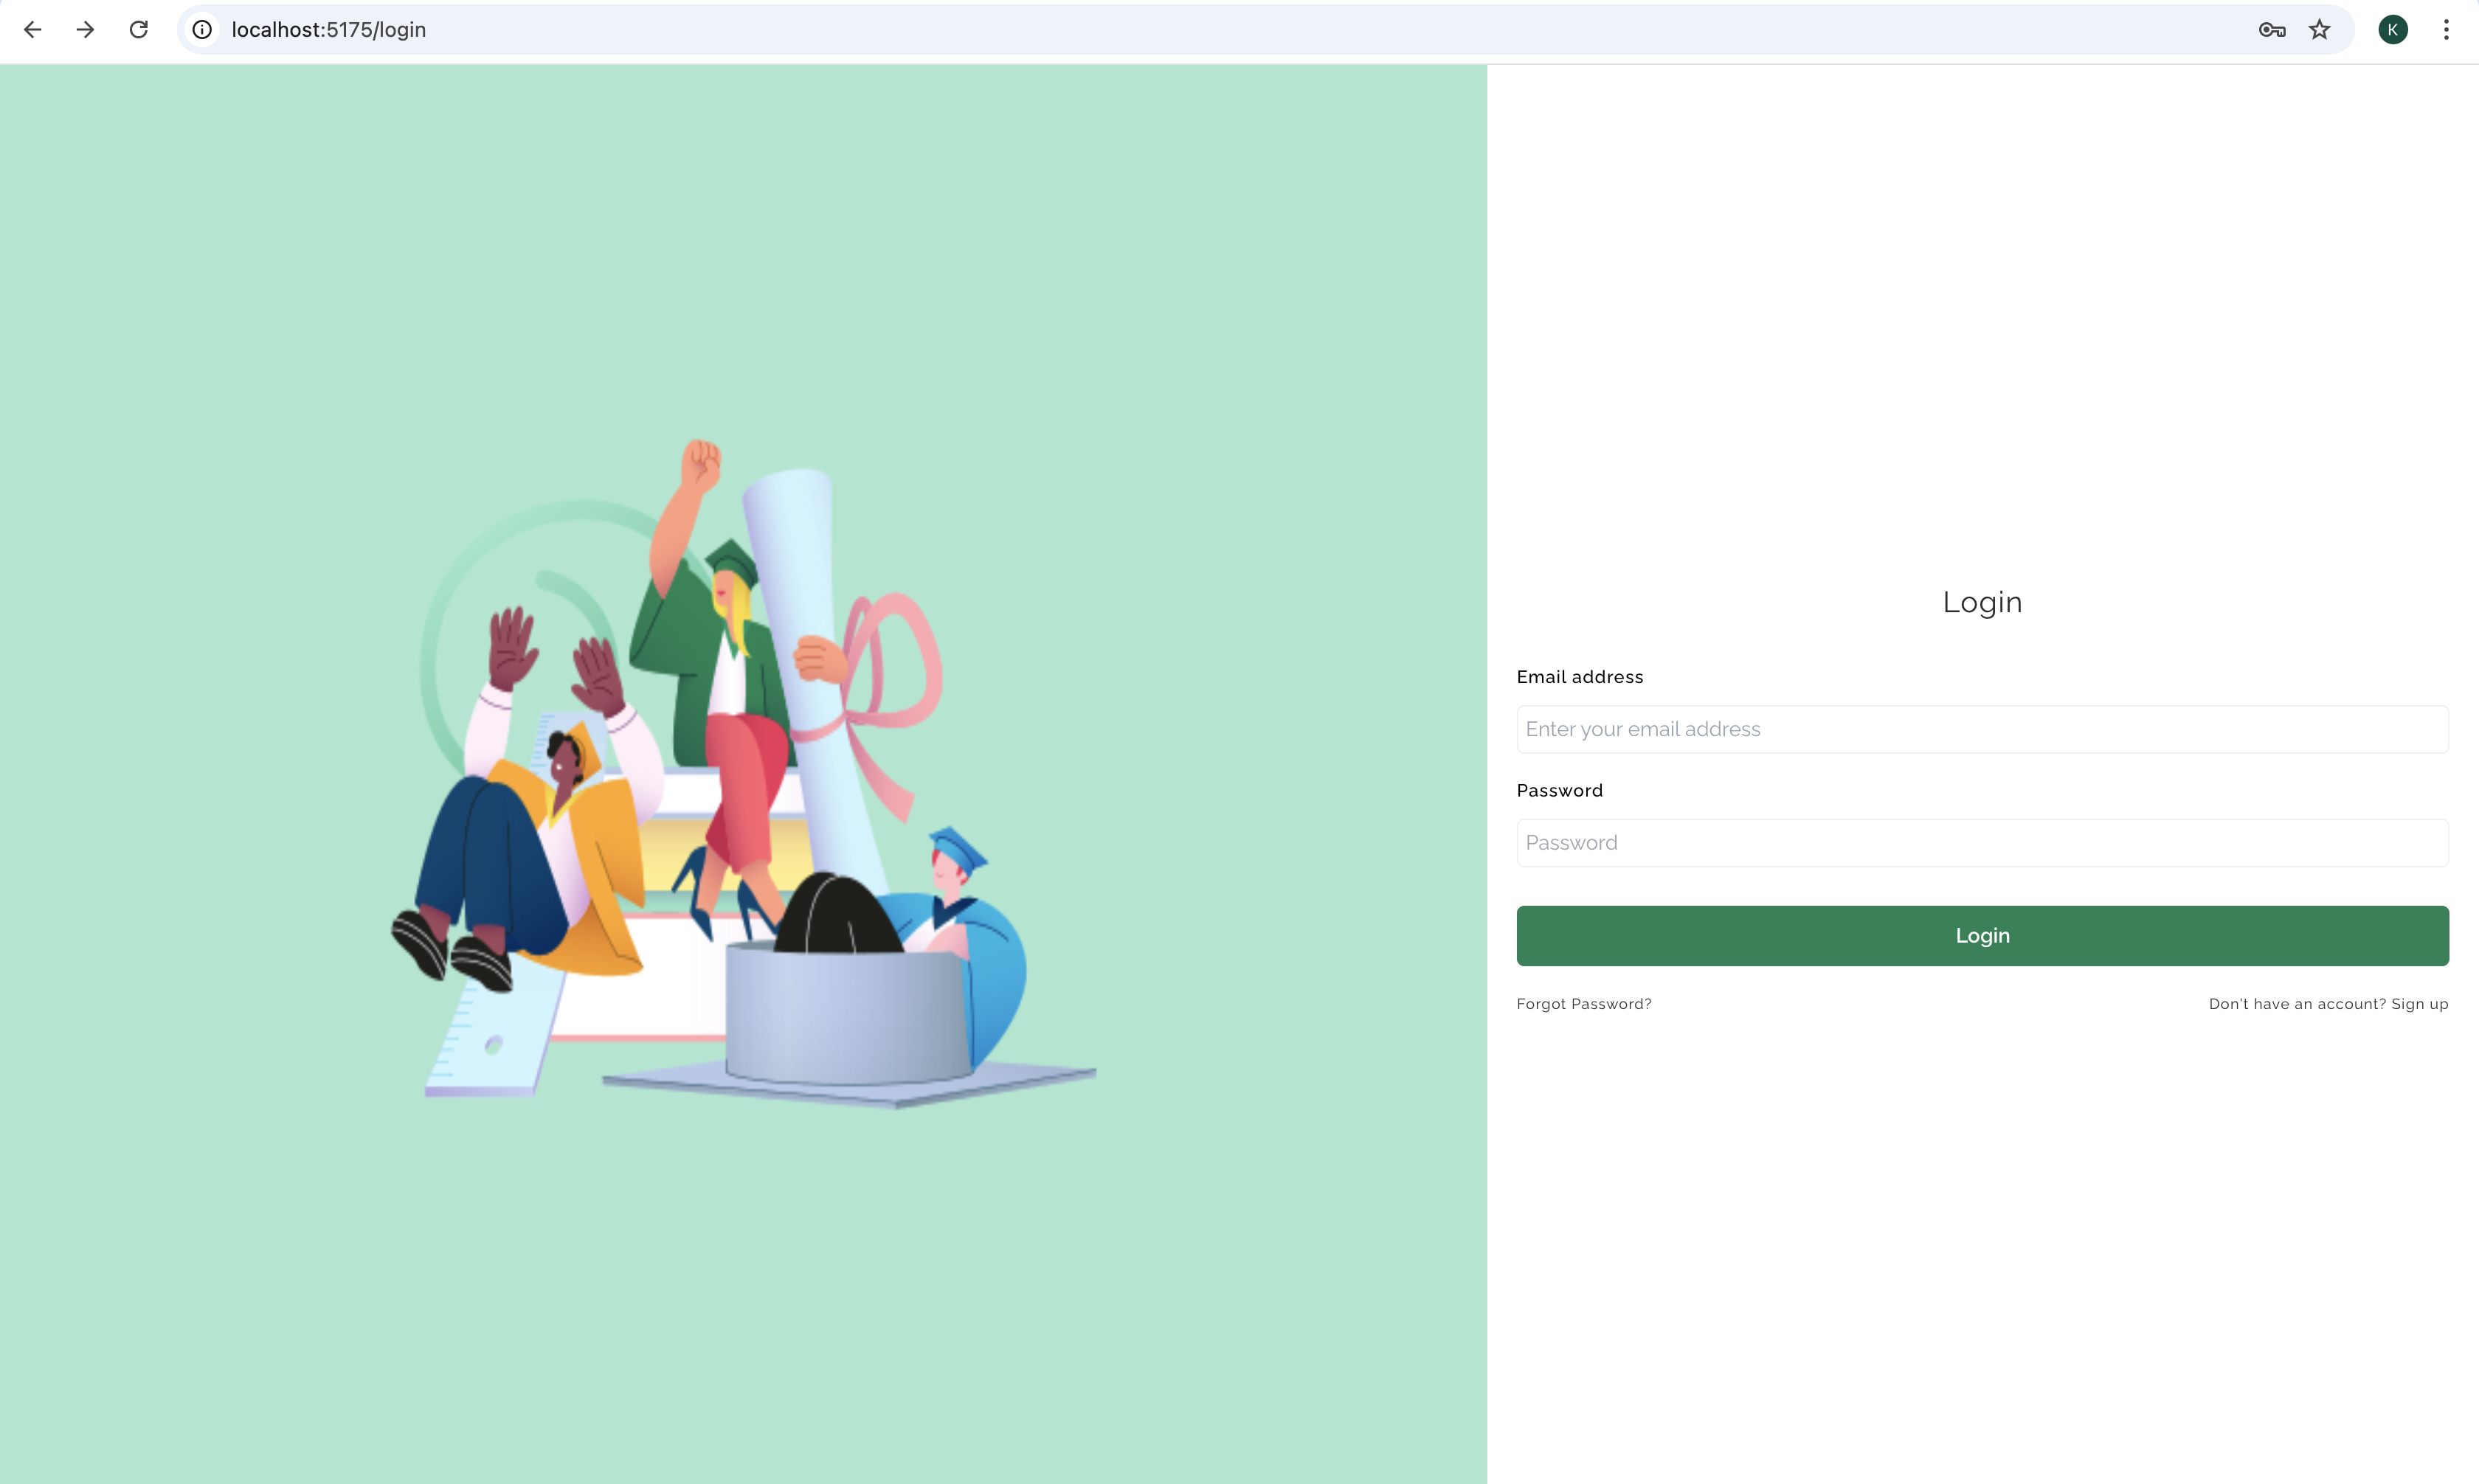 localhost:5175/login
K
Login
Email address
Enter your email address
Password
Password
Login
Forgot Password?
Don't have an account? Sign up